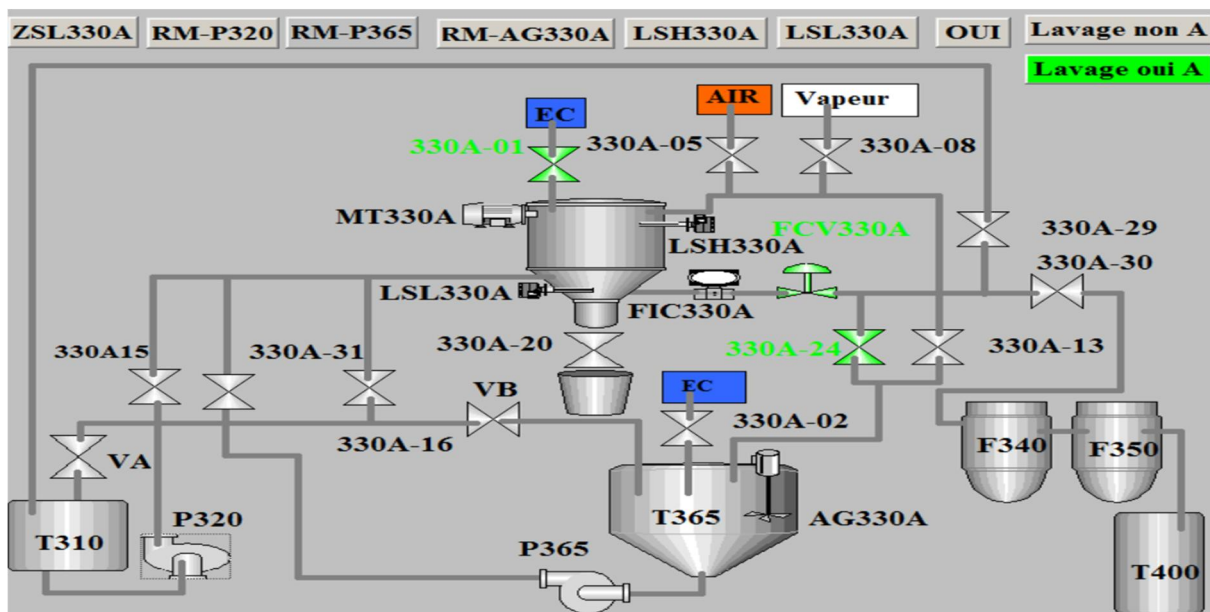 ZSL330A RM-P320 RM-P365 RM-AG330A LSH330A LSL330A OUI Lavage non A
Lavage oui A
EC AIR Vapeur
330A-01 330A-05 330A-08
MT330A LSH330A FCV330A 330A-29
330A-30
LSL330A FIC330A
330A15 330A-31 330A-20 330A-24 330A-13
VB EC
330A-16 330A-02
VA F340 F350
T310 P320 T365 AG330A
P365 T400